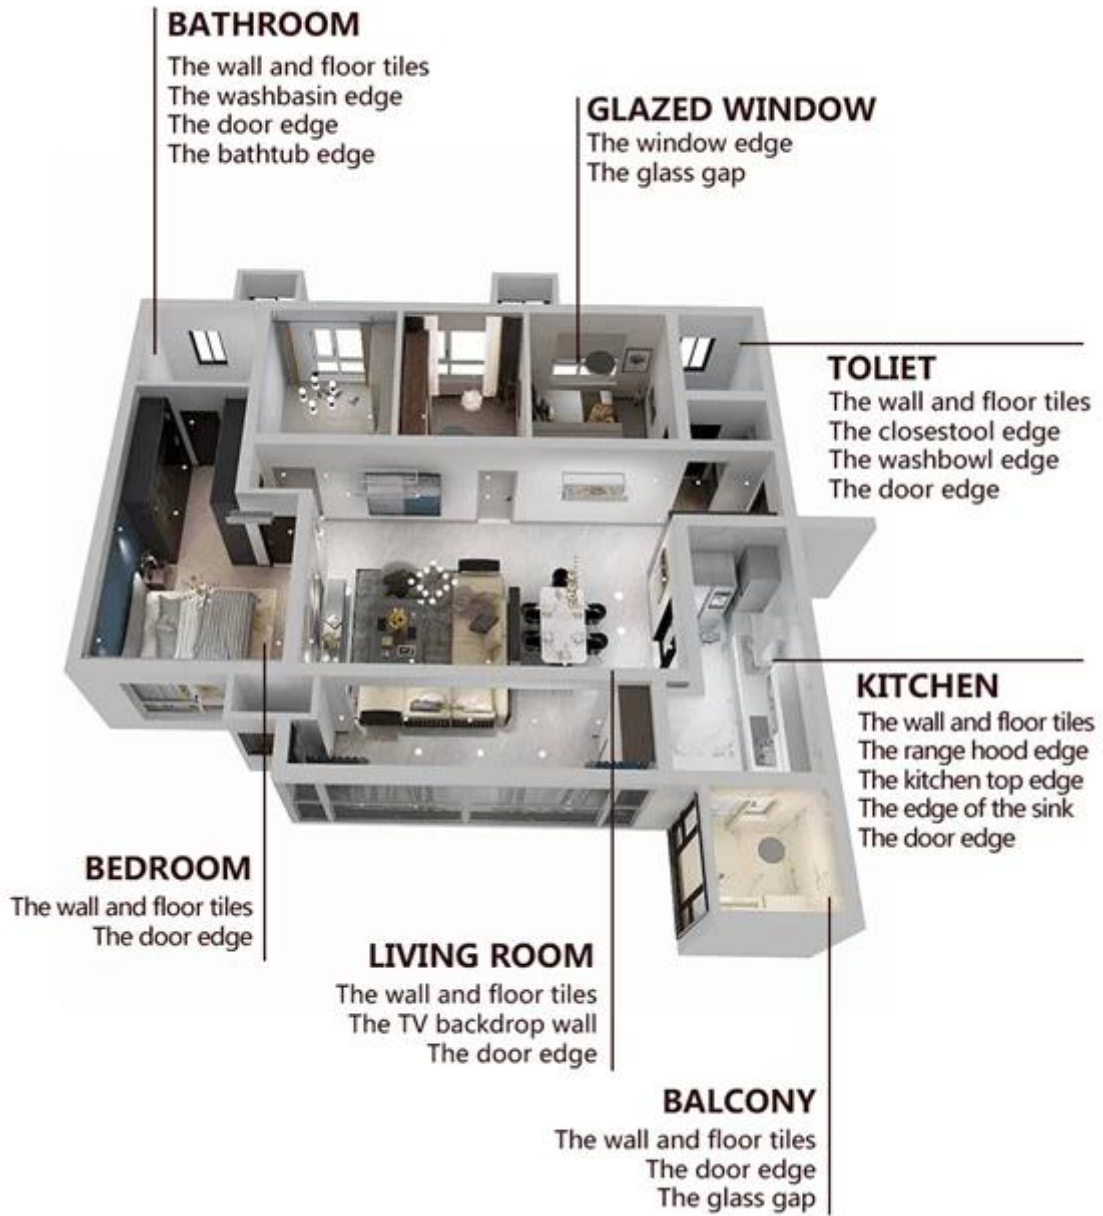 BATHROOM
The wall and floor tiles
The washbasin edge
The door edge
The bathtub edge
GLAZED WINDOW
The window edge
The glass gap
TOLIET
The wall and floor tiles
The closestool edge
The washbowl edge
The door edge
KITCHEN
The wall and floor tiles
The range hood edge
The kitchen top edge
The edge of the sink
The door edge
BEDROOM
The wall and floor tiles
The door edge
LIVING ROOM
The wall and floor tiles
The TV backdrop wall
The door edge
BALCONY
The wall and floor tiles
The door edge
The glass gap